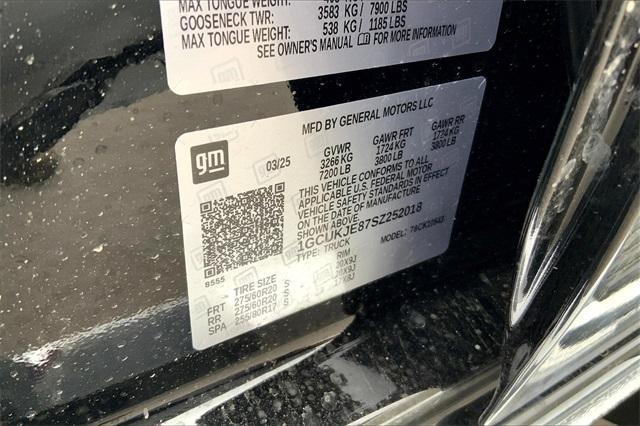 MAX TONGUE WEIGHT:
3583 KG / 7900 LBS
GOOSENECK TWR:
538 KG / 1185 LBS
MAX TONGUE WEIGHT:
SEE OWNER'S MANUAL FOR MORE INFORMATION
MFD BY GENERAL MOTORS LLC
gm
03/25
GVWR GAWR FRT GAWR RR
3266 KG 1724 KG 1724 KG
7200 LB 3800 LB 3800 LB
THIS VEHICLE CONFORMS TO ALL
APPLICABLE U.S. FEDERAL MOTOR
VEHICLE SAFETY STANDARDS IN EFFECT
ON THE DATE OF MANUFACTURE
1GCUKJE87SZ252018
TYPE: TRUCK MODEL:
8555
TIRE SIZE RIM
FRT 275/60R20 S
RR 275/60R20 S
SPA 255/80R17 S